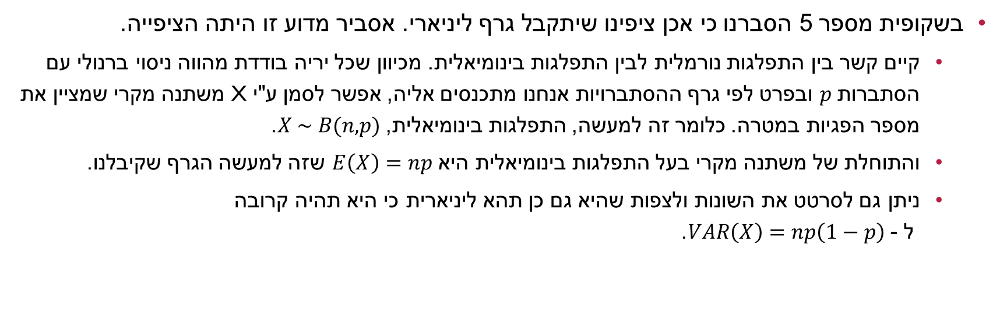 • בשקופית מספר 5 הסברנו כי אכן ציפינו שיתקבל גרף ליניארי. אסביר מדוע זו היתה הציפייה.
• קיים קשר בין התפלגות נורמלית לבין התפלגות בינומיאלית. מכיוון שכל יריה בודדת מהווה ניסוי ברנולי עם
הסתברות p ובפרט לפי גרף ההסתברויות אנחנו מתכנסים אליה, אפשר לסמן ע"י X משתנה מקרי שמציין את
מספר הפגיות במטרה. כלומר זה למעשה, התפלגות בינומיאלית, X ~ B(n,p).
• והתוחלת של משתנה מקרי בעל התפלגות בינומיאלית היא E(X) = np שזה למעשה הגרף שקיבלנו.
• ניתן גם לסרטט את השונות ולצפות שהיא גם כן תהא ליניארית כי היא תהיה קרובה
ל - VAR(X) = np(1 − p).